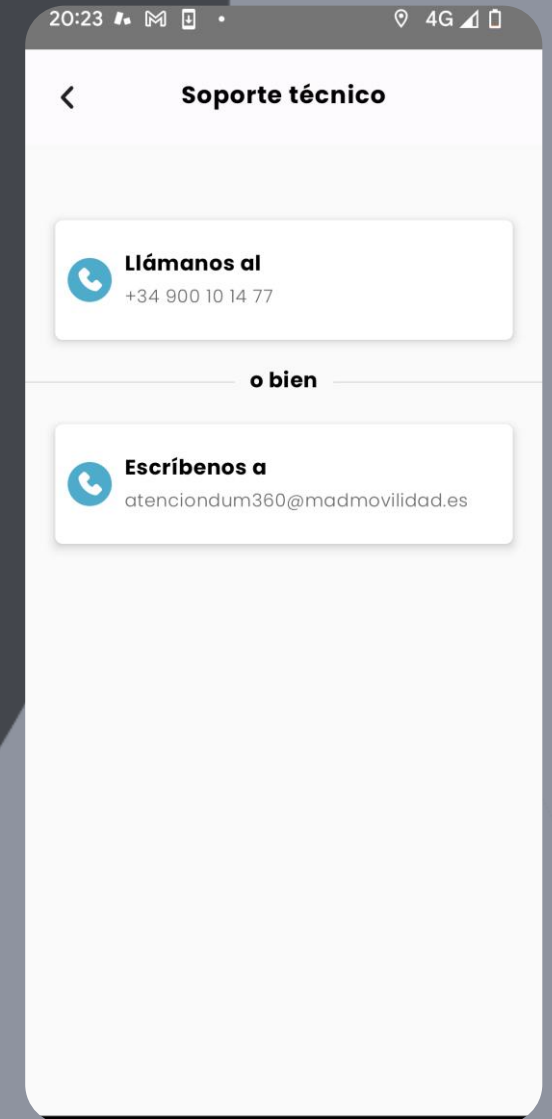 20:23
4G
Soporte técnico
Llámanos al
+34 900 10 14 77
o bien
Escríbenos a
atenciondum360@madmovilidad.es